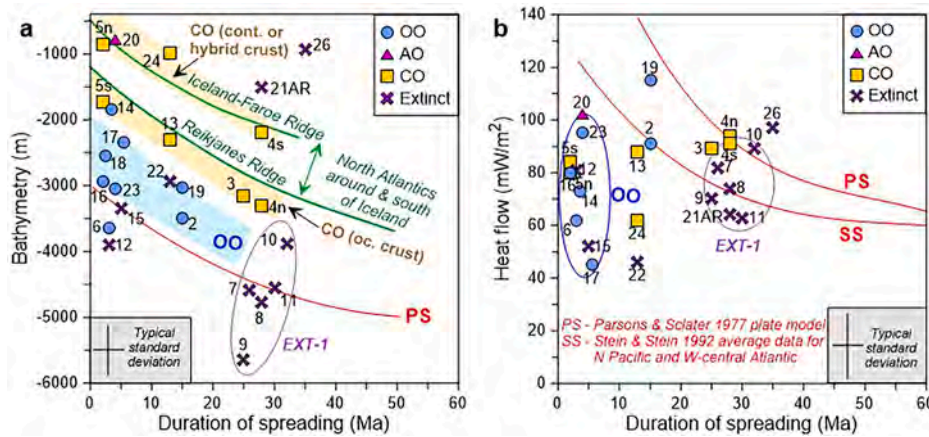 a
5n
20
24
CO (cont. or
hybrid crust)
26
OO
AO
CO
Extinct
21AR
Iceland-Faroe Ridge
5s
14
13
4s
Reikjanes Ridge
North Atlantics
around & south
of Iceland
17
18
22
19
3
4n
CO (oc. crust)
16
23
15
2
OO
6
12
10
7
8
11
PS
9
EXT-1
Typical
standard
deviation
-1000
-2000
-3000
-4000
-5000
-6000
Bathymetry (m)
0 10 20 30 40 50 60
Duration of spreading (Ma)
b
OO
AO
CO
Extinct
19
20
23
2
4n
10
26
5s
12
3
4s
13
7
16
5n
14
OO
8
9
PS
SS
6
24
21AR
11
15
17
22
EXT-1
PS - Parsons & Sclater 1977 plate model
SS - Stein & Stein 1992 average data for
N Pacific and W-central Atlantic
Typical
standard
deviation
140
120
100
80
60
40
20
0
Heat flow (mW/m²)
0 10 20 30 40 50 60
Duration of spreading (Ma)